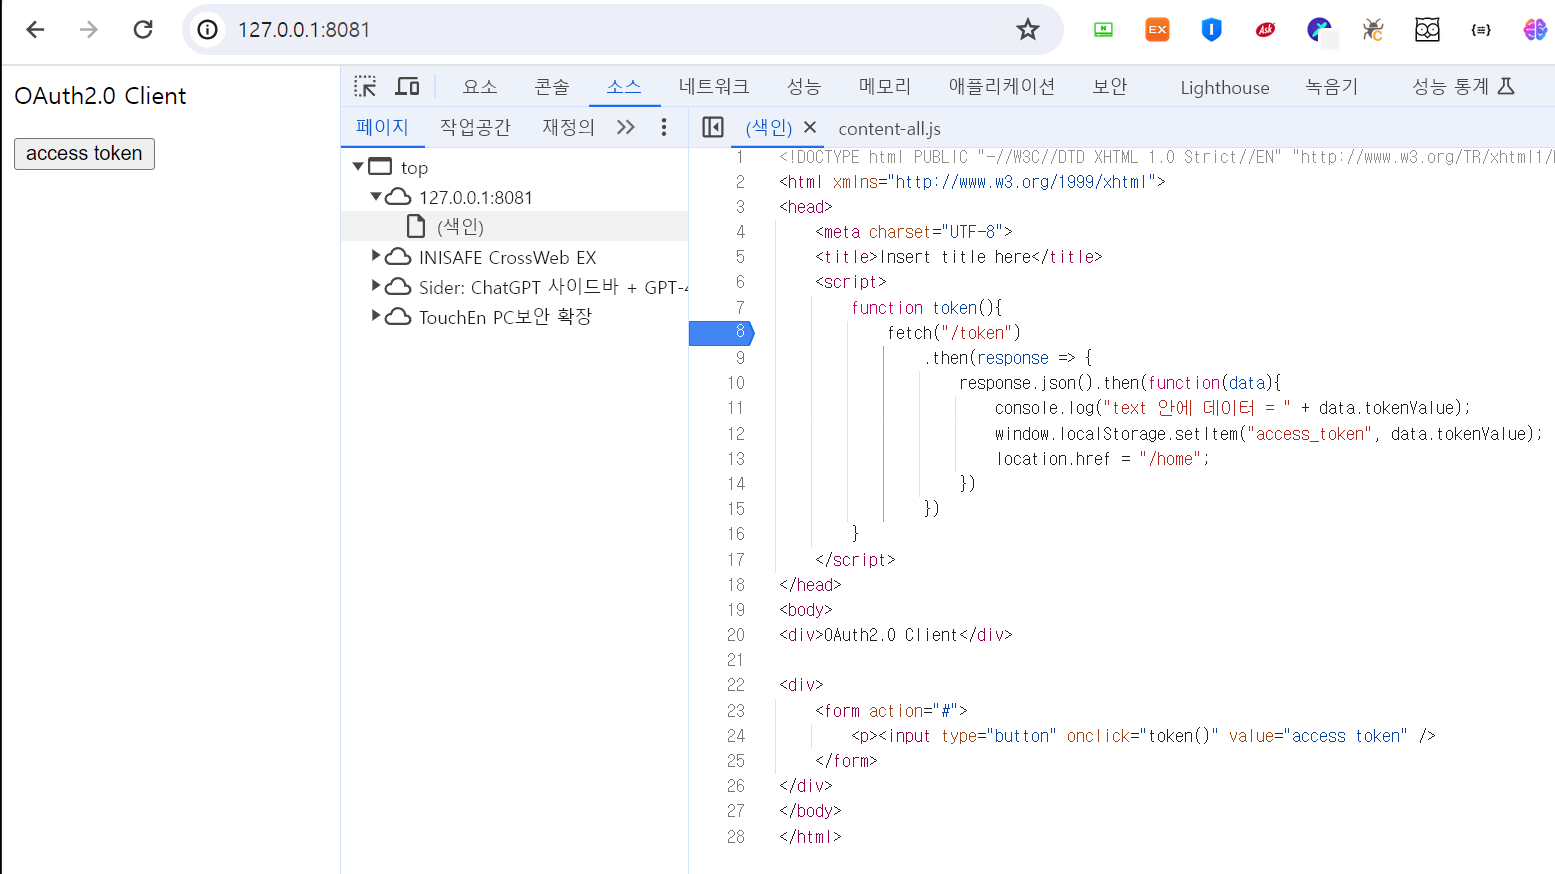 127.0.0.1:8081
EX
Ask
OAuth2.0 Client
access token
요소 콘솔 소스 네트워크 성능 메모리 애플리케이션 보안 Lighthouse 녹음기 성능 통계
페이지 작업공간 재정의
(색인) content-all.js
top
127.0.0.1:8081
(색인)
INISAFE CrossWeb EX
Sider: ChatGPT 사이드바 + GPT-4
TouchEn PC보안 확장
1 <!DOCTYPE html PUBLIC "-//W3C//DTD XHTML 1.0 Strict//EN" "http://www.w3.org/TR/xhtml1/
2 <html xmlns="http://www.w3.org/1999/xhtml">
3 <head>
4 <meta charset="UTF-8">
5 <title>Insert title here</title>
6 <script>
7 function token(){
8 fetch("/token")
9 .then(response => {
10 response.json().then(function(data){
11 console.log("text 안에 데이터 = " + data.tokenValue);
12 window.localStorage.setItem("access_token", data.tokenValue);
13 location.href = "/home";
14 })
15 })
16 }
17 </script>
18 </head>
19 <body>
20 <div>OAuth2.0 Client</div>
21
22 <div>
23 <form action="#">
24 <p><input type="button" onclick="token()" value="access token" />
25 </form>
26 </div>
27 </body>
28 </html>